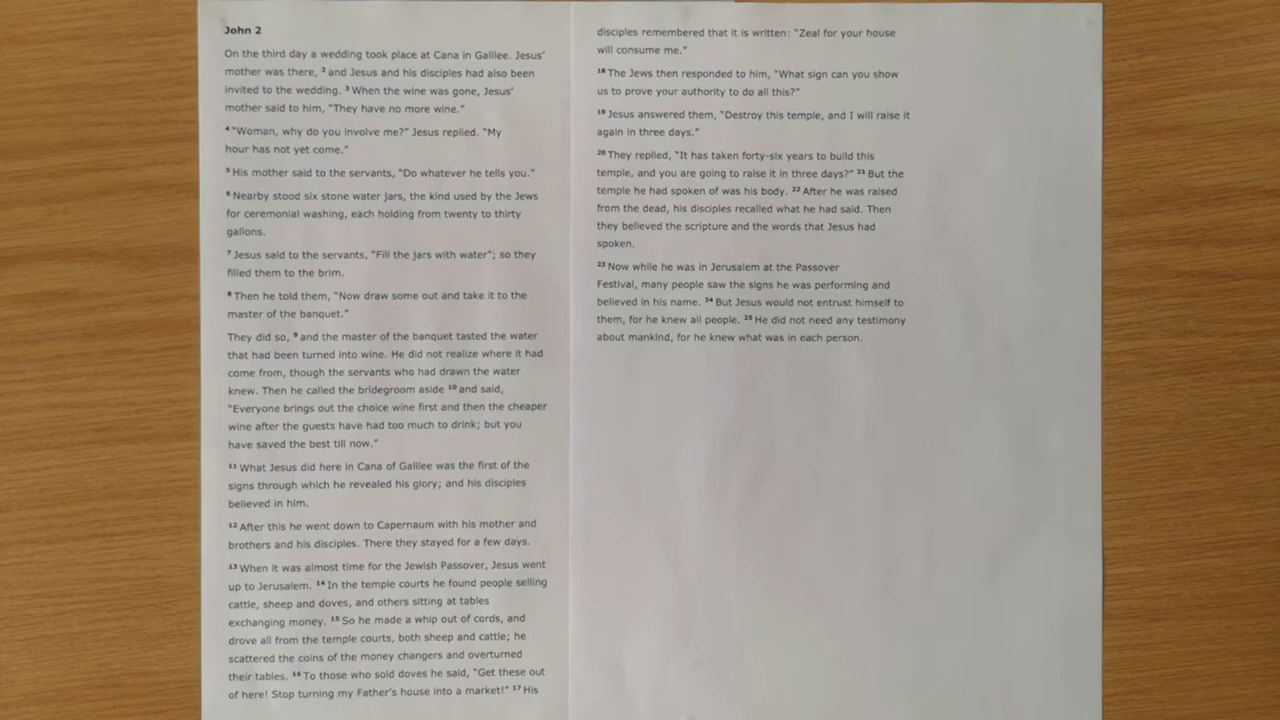 John 2
On the third day a wedding took place at Cana in Galilee. Jesus’
mother was there, ² and Jesus and his disciples had also been
invited to the wedding. ³ When the wine was gone, Jesus’
mother said to him, “They have no more wine.”
⁴ “Woman, why do you involve me?” Jesus replied. “My
hour has not yet come.”
⁵ His mother said to the servants, “Do whatever he tells you.”
⁶ Nearby stood six stone water jars, the kind used by the Jews
for ceremonial washing, each holding from twenty to thirty
gallons.
⁷ Jesus said to the servants, “Fill the jars with water”; so they
filled them to the brim.
⁸ Then he told them, “Now draw some out and take it to the
master of the banquet.”
They did so, ⁹ and the master of the banquet tasted the water
that had been turned into wine. He did not realize where it had
come from, though the servants who had drawn the water
knew. Then he called the bridegroom aside ¹⁰ and said,
“Everyone brings out the choice wine first and then the cheaper
wine after the guests have had too much to drink; but you
have saved the best till now.”
¹¹ What Jesus did here in Cana of Galilee was the first of the
signs through which he revealed his glory; and his disciples
believed in him.
¹² After this he went down to Capernaum with his mother and
brothers and his disciples. There they stayed for a few days.
¹³ When it was almost time for the Jewish Passover, Jesus went
up to Jerusalem. ¹⁴ In the temple courts he found people selling
cattle, sheep and doves, and others sitting at tables
exchanging money. ¹⁵ So he made a whip out of cords, and
drove all from the temple courts, both sheep and cattle; he
scattered the coins of the money changers and overturned
their tables. ¹⁶ To those who sold doves he said, “Get these out
of here! Stop turning my Father’s house into a market!” ¹⁷ His
disciples remembered that it is written: “Zeal for your house
will consume me.”
¹⁸ The Jews then responded to him, “What sign can you show
us to prove your authority to do all this?”
¹⁹ Jesus answered them, “Destroy this temple, and I will raise it
again in three days.”
²⁰ They replied, “It has taken forty-six years to build this
temple, and you are going to raise it in three days?” ²¹ But the
temple he had spoken of was his body. ²² After he was raised
from the dead, his disciples recalled what he had said. Then
they believed the scripture and the words that Jesus had
spoken.
²³ Now while he was in Jerusalem at the Passover
Festival, many people saw the signs he was performing and
believed in his name. ²⁴ But Jesus would not entrust himself to
them, for he knew all people. ²⁵ He did not need any testimony
about mankind, for he knew what was in each person.